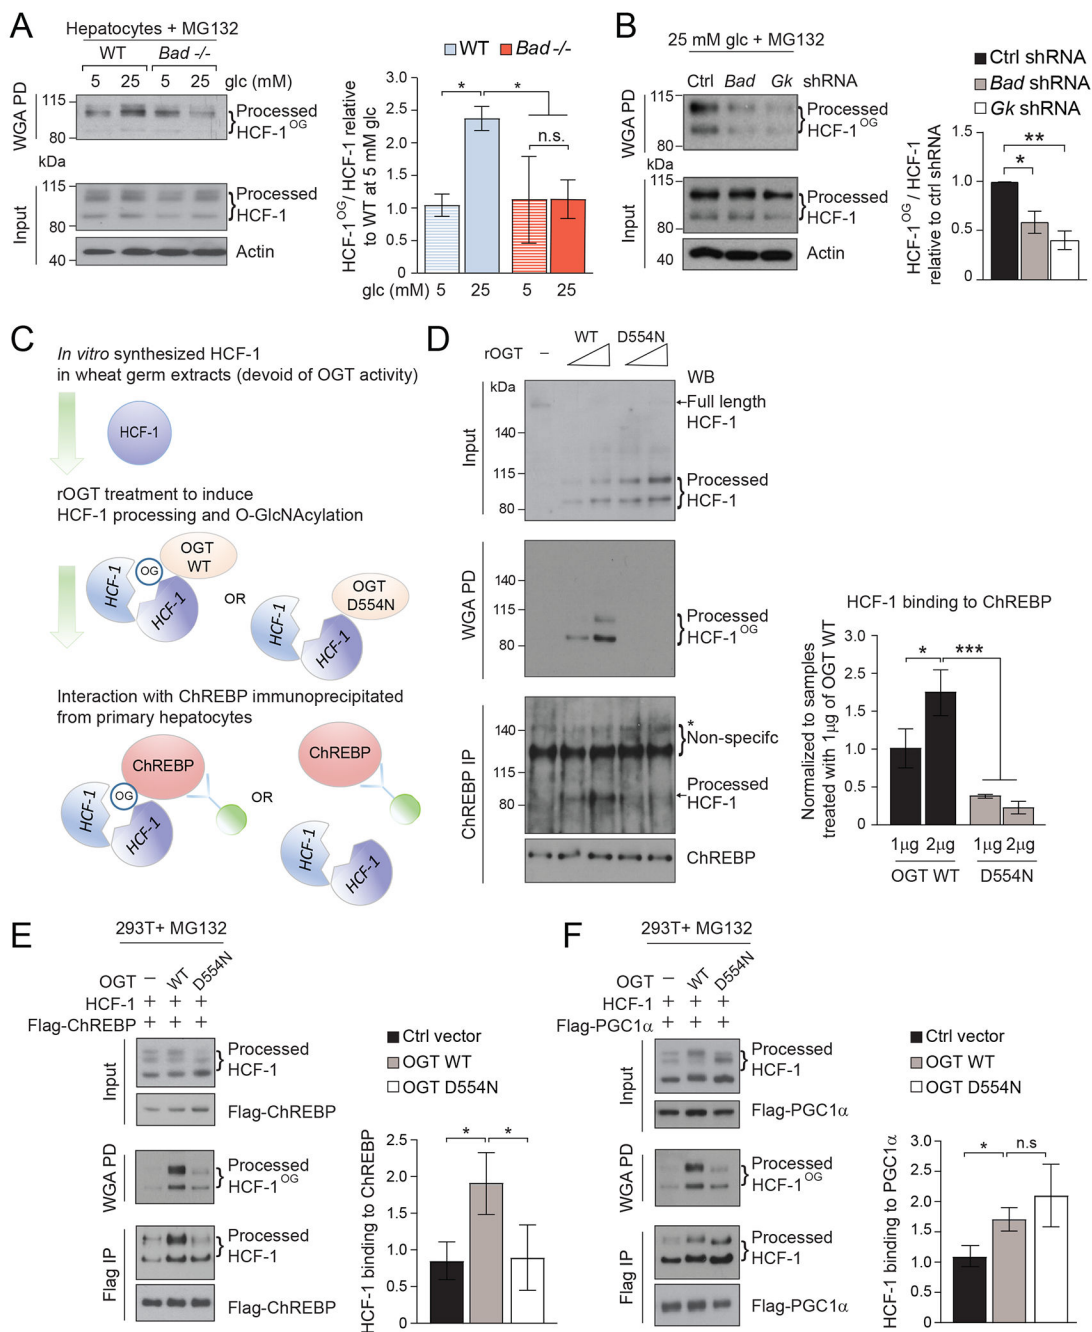 A
Hepatocytes + MG132
WT Bad -/-
5 25 5 25 glc (mM)
WGA PD
115
80
Processed
HCF-1OG
kDa
Input
115
80
Processed
HCF-1
40
Actin
WT Bad -/-
HCF-1OG/ HCF-1 relative
to WT at 5 mM glc
3.0
2.5
2.0
1.5
1.0
0.5
0
* *
n.s.
glc (mM) 5 25 5 25
B
25 mM glc + MG132
Ctrl Bad Gk shRNA
WGA PD
115
80
Processed
HCF-1OG
kDa
Input
115
80
Processed
HCF-1
40
Actin
Ctrl shRNA
Bad shRNA
Gk shRNA
HCF-1OG / HCF-1
relative to ctrl shRNA
1.5
1.0
0.5
0
**
*
C
In vitro synthesized HCF-1
in wheat germ extracts (devoid of OGT activity)
HCF-1
rOGT treatment to induce
HCF-1 processing and O-GlcNAcylation
HCF-1
OG
OGT
WT
HCF-1
OR
HCF-1
OGT
D554N
HCF-1
Interaction with ChREBP immunoprecipitated
from primary hepatocytes
HCF-1
OG
ChREBP
HCF-1
OR
ChREBP
HCF-1
HCF-1
D
WT D554N
rOGT –
WB
kDa
Input
140
115
80
Full length
HCF-1
Processed
HCF-1
WGA PD
140
115
80
Processed
HCF-1OG
ChREBP IP
140
115
80
*
Non-specifc
Processed
HCF-1
ChREBP
HCF-1 binding to ChREBP
Normalized to samples
treated with 1µg of OGT WT
3.0
2.5
1.5
1.0
0.5
0
* ***
1µg 2µg 1µg 2µg
OGT WT D554N
E
293T+ MG132
OGT – WT D554N
HCF-1 + + +
Flag-ChREBP + + +
Input
Processed
HCF-1
Flag-ChREBP
WGA PD
Processed
HCF-1OG
Flag IP
Processed
HCF-1
Flag-ChREBP
Ctrl vector
OGT WT
OGT D554N
HCF-1 binding to ChREBP
2.5
2.0
1.5
1.0
0.5
0
* *
F
293T+ MG132
OGT – WT D554N
HCF-1 + + +
Flag-PGC1α + + +
Input
Processed
HCF-1
Flag-PGC1α
WGA PD
Processed
HCF-1OG
Flag IP
Processed
HCF-1
Flag-PGC1α
Ctrl vector
OGT WT
OGT D554N
HCF-1 binding to PGC1α
3.0
2.5
2.0
1.5
1.0
0.5
0
* n.s